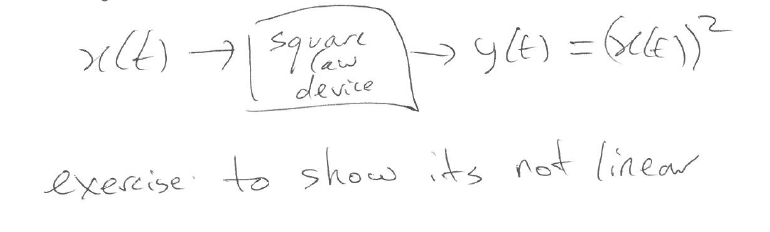 x(t) → square law device → y(t) = (x(t))²
exercise to show its not linear